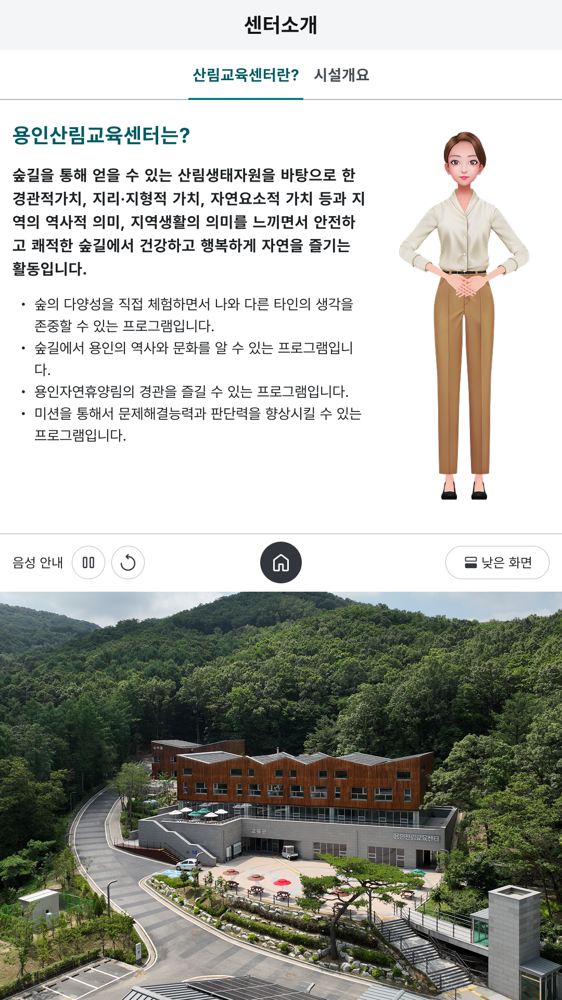 센터소개
산림교육센터란? 시설개요
용인산림교육센터는?
숲길을 통해 얻을 수 있는 산림생태자원을 바탕으로 한
경관적가치, 지리·지형적 가치, 자연요소적 가치 등과 지
역의 역사적 의미, 지역생활의 의미를 느끼면서 안전하
고 쾌적한 숲길에서 건강하고 행복하게 자연을 즐기는
활동입니다.
• 숲의 다양성을 직접 체험하면서 나와 다른 타인의 생각을
존중할 수 있는 프로그램입니다.
• 숲길에서 용인의 역사와 문화를 알 수 있는 프로그램입니
다.
• 용인자연휴양림의 경관을 즐길 수 있는 프로그램입니다.
• 미션을 통해서 문제해결능력과 판단력을 향상시킬 수 있는
프로그램입니다.
음성 안내
낮은 화면
숙박동
교육관
용인산림교육센터